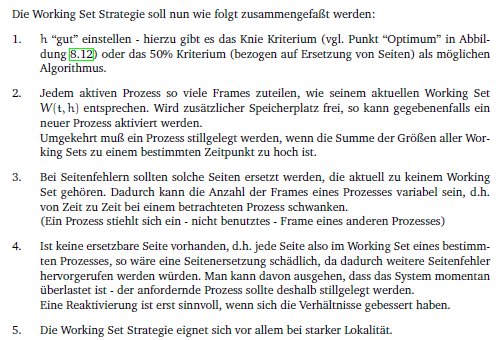 Die Working Set Strategie soll nun wie folgt zusammengefaßt werden:
1. h “gut” einstellen - hierzu gibt es das Knie Kriterium (vgl. Punkt “Optimum” in Abbil-
dung 8.12) oder das 50% Kriterium (bezogen auf Ersetzung von Seiten) als möglichen
Algorithmus.
2. Jedem aktiven Prozess so viele Frames zuteilen, wie seinem aktuellen Working Set
W(t, h) entsprechen. Wird zusätzlicher Speicherplatz frei, so kann gegebenenfalls ein
neuer Prozess aktiviert werden.
Umgekehrt muß ein Prozess stillgelegt werden, wenn die Summe der Größen aller Wor-
king Sets zu einem bestimmten Zeitpunkt zu hoch ist.
3. Bei Seitenfehlern sollten solche Seiten ersetzt werden, die aktuell zu keinem Working
Set gehören. Dadurch kann die Anzahl der Frames eines Prozesses variabel sein, d.h.
von Zeit zu Zeit bei einem betrachteten Prozess schwanken.
(Ein Prozess stiehlt sich ein - nicht benutztes - Frame eines anderen Prozesses)
4. Ist keine ersetzbare Seite vorhanden, d.h. jede Seite also im Working Set eines bestimm-
ten Prozesses, so wäre eine Seitenersetzung schädlich, da dadurch weitere Seitenfehler
hervorgerufen werden würden. Man kann davon ausgehen, dass das System momentan
überlastet ist - der anfordernde Prozess sollte deshalb stillgelegt werden.
Eine Reaktivierung ist erst sinnvoll, wenn sich die Verhältnisse gebessert haben.
5. Die Working Set Strategie eignet sich vor allem bei starker Lokalität.